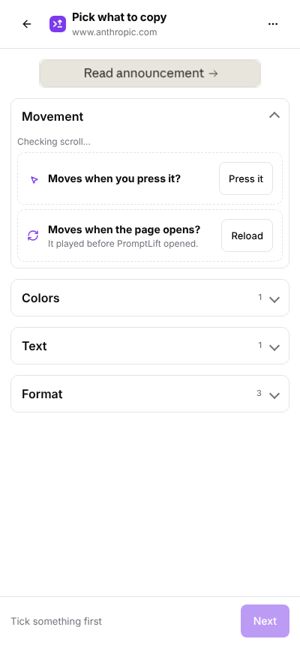 Pick what to copy
www.anthropic.com
Read announcement →
Movement
Checking scroll...
Moves when you press it?
Press it
Moves when the page opens?
It played before PromptLift opened.
Reload
Colors 1
Text 1
Format 3
Tick something first
Next